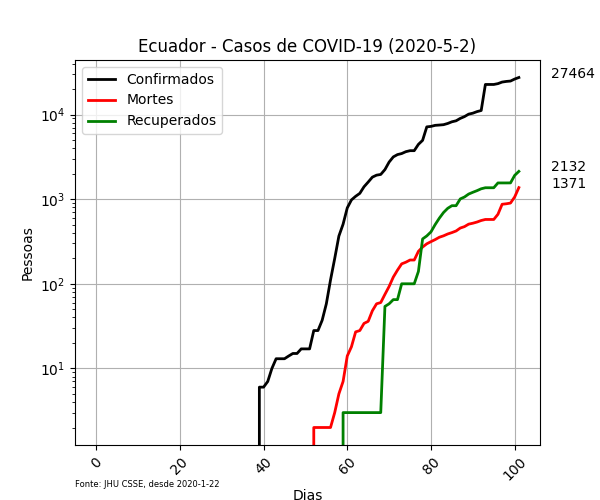 Ecuador - Casos de COVID-19 (2020-5-2)
Confirmados
Mortes
Recuperados
27464
2132
1371
10^4
10^3
10^2
10^1
Pessoas
0 20 40 60 80 100
Fonte: JHU CSSE, desde 2020-1-22
Dias